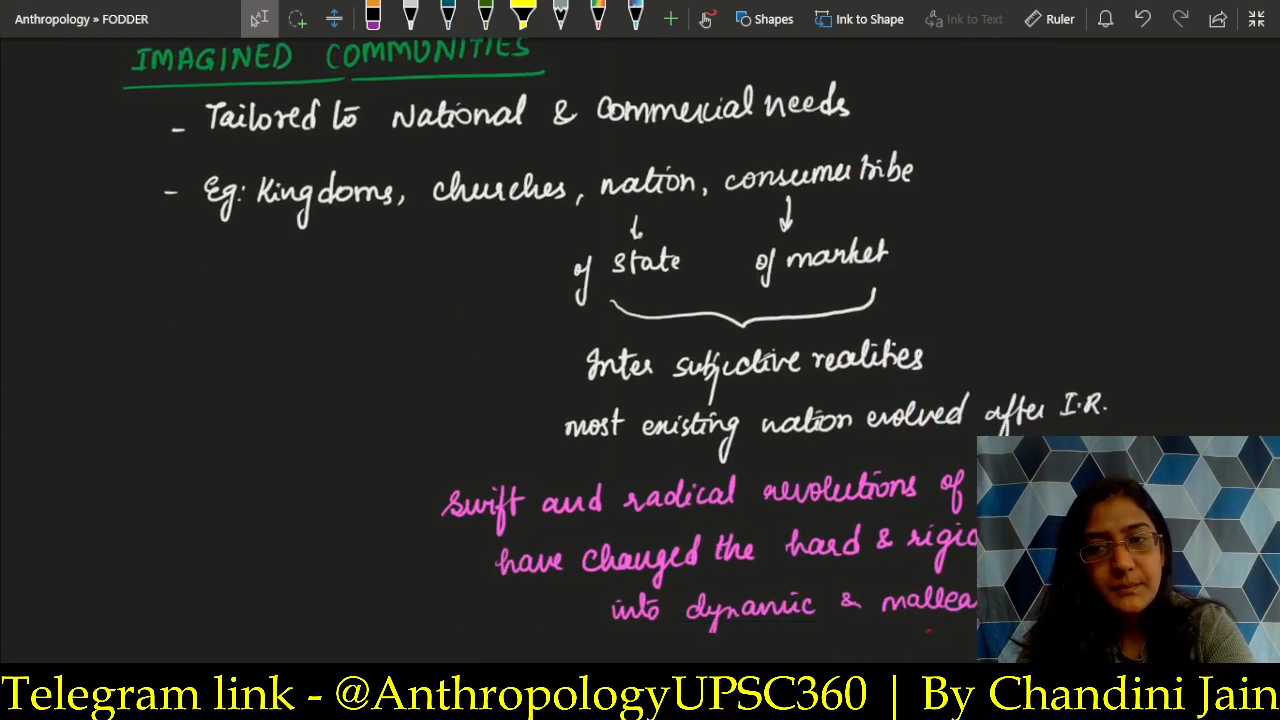 Anthropology » FODDER
Shapes
Ink to Shape
Ink to Text
Ruler
IMAGINED COMMUNITIES
- Tailored to National & Commercial needs
- Eg: Kingdoms, churches, nation, consumer tribe
of state of market
Inter subjective realities
most existing nation evolved after I.R.
swift and radical revolutions of
have changed the hard &
into dynamic &
Telegram link - @AnthropologyUPSC360 | By Chandini Jain